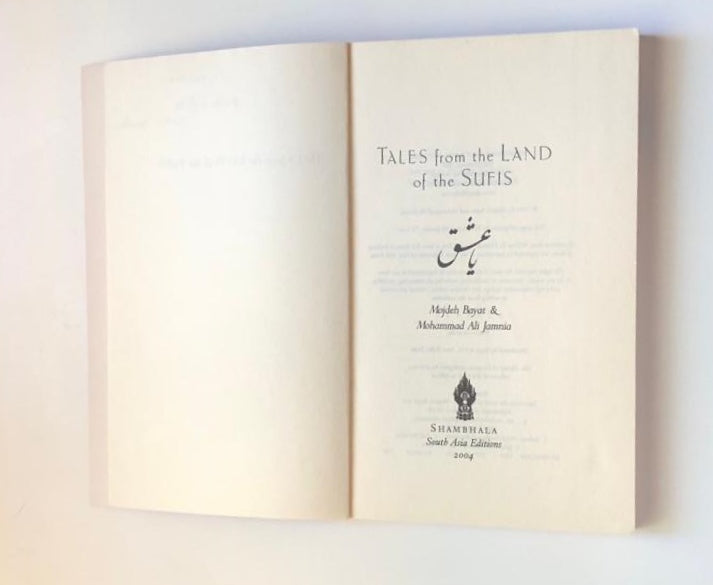 TALES from the LAND
of the SUFIS
یا عشق
Mojdeh Bayat &
Mohammad Ali Jamnia
SHAMBHALA
South Asia Editions
2004